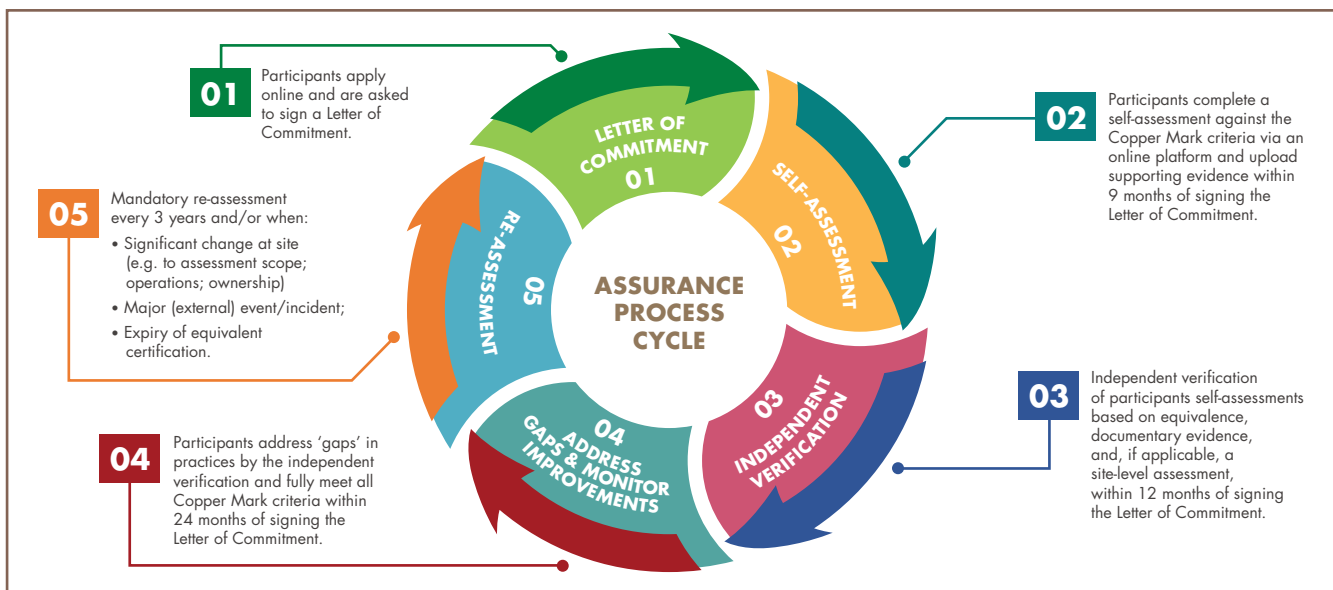 01
Participants apply
online and are asked
to sign a Letter of
Commitment.
LETTER OF
COMMITMENT
01
02
Participants complete a
self-assessment against the
Copper Mark criteria via an
online platform and upload
supporting evidence within
9 months of signing the
Letter of Commitment.
SELF-ASSESSMENT
02
03
Independent verification
of participants self-assessments
based on equivalence,
documentary evidence,
and, if applicable, a
site-level assessment,
within 12 months of signing
the Letter of Commitment.
03
INDEPENDENT
VERIFICATION
04
Participants address ‘gaps’ in
practices by the independent
verification and fully meet all
Copper Mark criteria within
24 months of signing the
Letter of Commitment.
04
ADDRESS
GAPS & MONITOR
IMPROVEMENTS
05
Mandatory re-assessment
every 3 years and/or when:
• Significant change at site
(e.g. to assessment scope;
operations; ownership)
• Major (external) event/incident;
• Expiry of equivalent
certification.
RE-ASSESSMENT
05
ASSURANCE
PROCESS
CYCLE